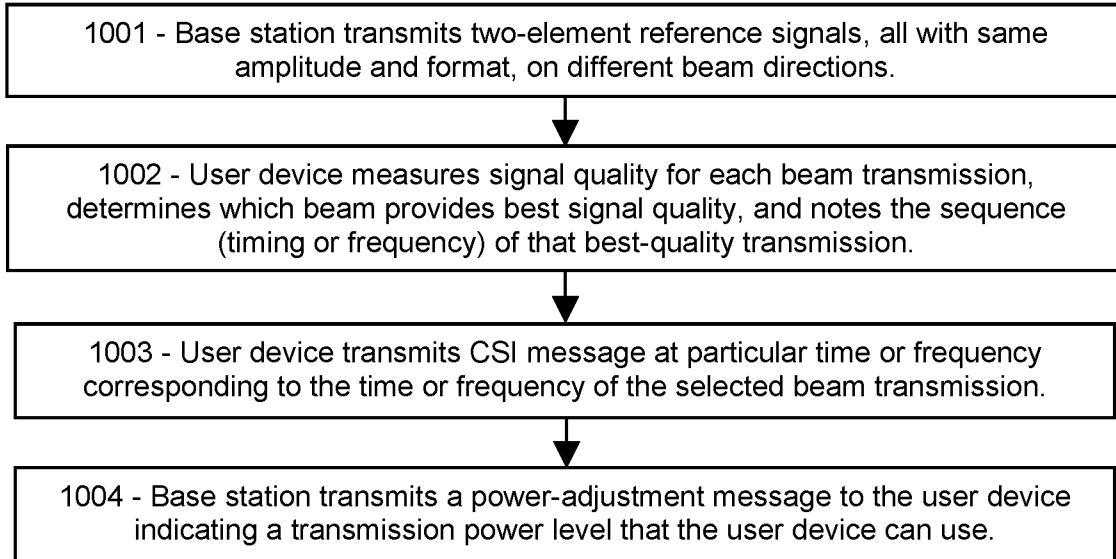 1001 - Base station transmits two-element reference signals, all with same
amplitude and format, on different beam directions.
1002 - User device measures signal quality for each beam transmission,
determines which beam provides best signal quality, and notes the sequence
(timing or frequency) of that best-quality transmission.
1003 - User device transmits CSI message at particular time or frequency
corresponding to the time or frequency of the selected beam transmission.
1004 - Base station transmits a power-adjustment message to the user device
indicating a transmission power level that the user device can use.